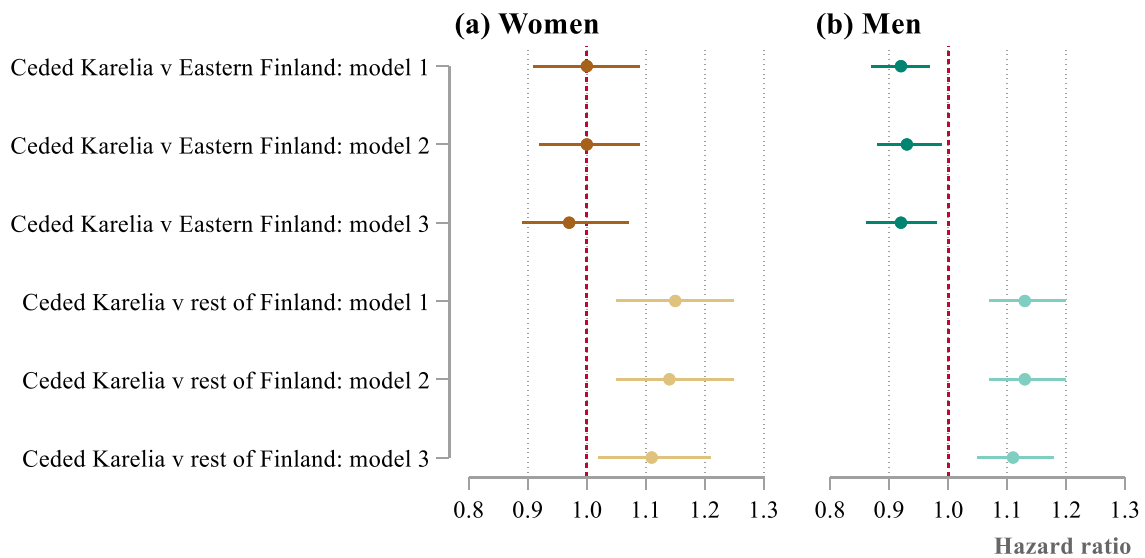 (a) Women
(b) Men
Ceded Karelia v Eastern Finland: model 1
Ceded Karelia v Eastern Finland: model 2
Ceded Karelia v Eastern Finland: model 3
Ceded Karelia v rest of Finland: model 1
Ceded Karelia v rest of Finland: model 2
Ceded Karelia v rest of Finland: model 3
0.8 0.9 1.0 1.1 1.2 1.3
0.8 0.9 1.0 1.1 1.2 1.3
Hazard ratio